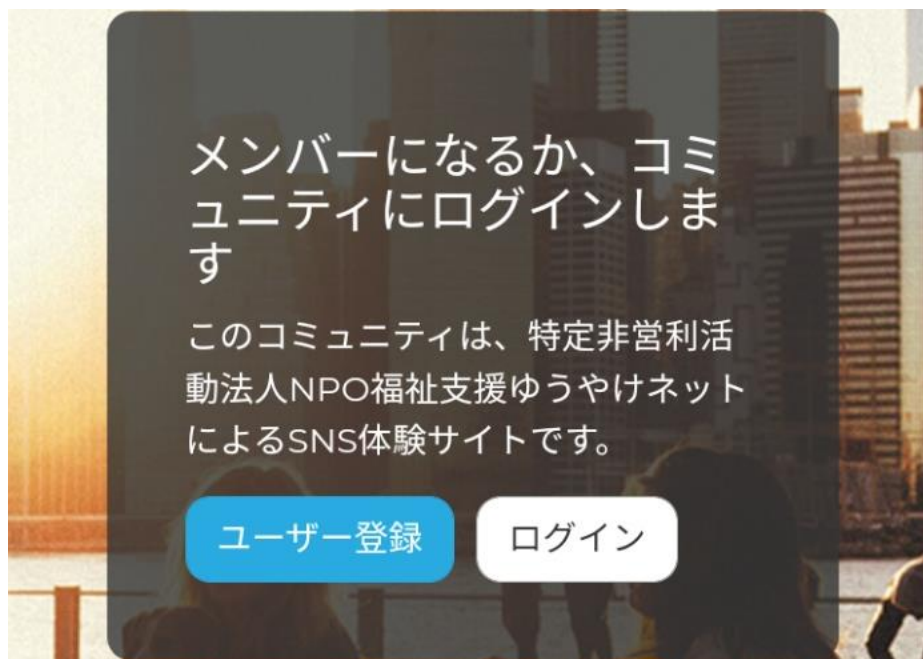 メンバーになるか、コミ
ュニティにログインしま
す
このコミュニティは、特定非営利活
動法人NPO福祉支援ゆうやけネット
によるSNS体験サイトです。
ユーザー登録
ログイン